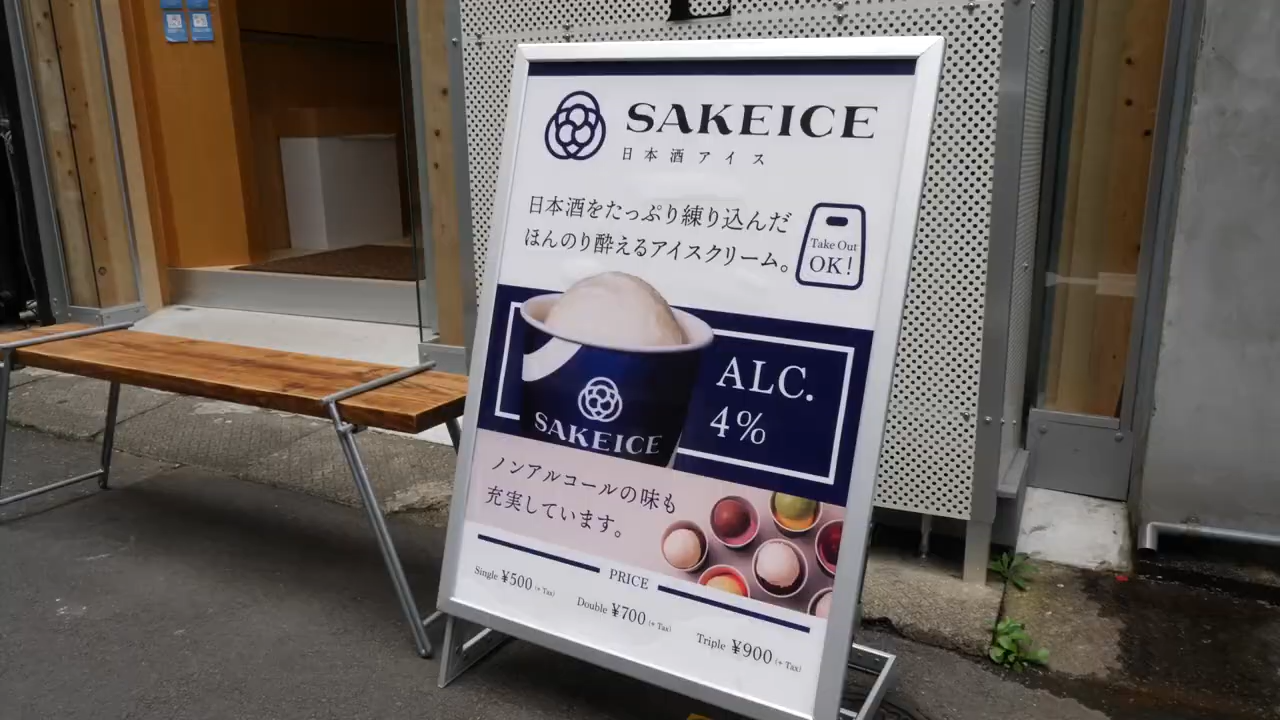 SAKEICE
日本酒アイス
日本酒をたっぷり練り込んだ
ほんのり酔えるアイスクリーム。
Take Out
OK!
SAKEICE
ALC.
4%
ノンアルコールの味も
充実しています。
PRICE
Single ¥500 (+ Tax)
Double ¥700 (+ Tax)
Triple ¥900 (+ Tax)